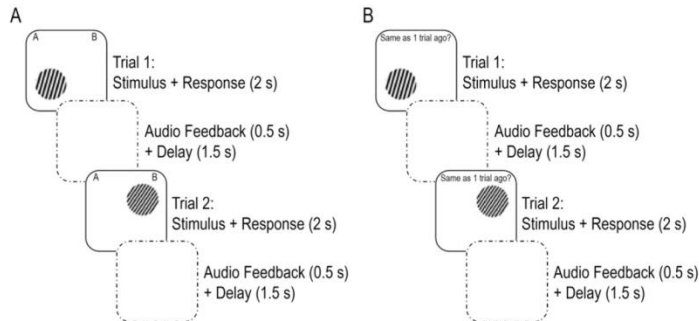 A
A B
Trial 1:
Stimulus + Response (2 s)
Audio Feedback (0.5 s)
+ Delay (1.5 s)
A B
Trial 2:
Stimulus + Response (2 s)
Audio Feedback (0.5 s)
+ Delay (1.5 s)
B
Same as 1 trial ago?
Trial 1:
Stimulus + Response (2 s)
Audio Feedback (0.5 s)
+ Delay (1.5 s)
Same as 1 trial ago?
Trial 2:
Stimulus + Response (2 s)
Audio Feedback (0.5 s)
+ Delay (1.5 s)